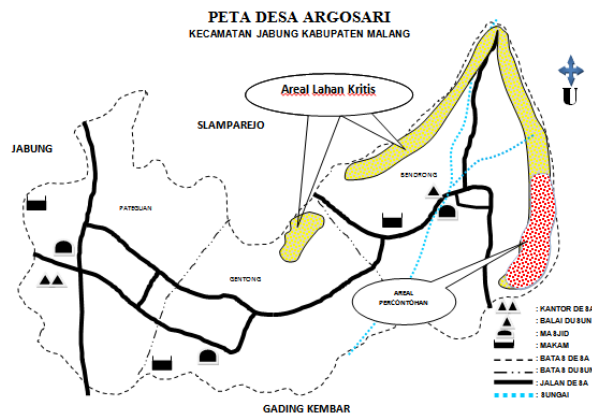 PETA DESA ARGOSARI
KECAMATAN JABUNG KABUPATEN MALANG
Areal Lahan Kritis
U
SLAMPAREJO
JABUNG
BENDRONG
PATEGUAN
GENTONG
AREAL
PERCONTOHAN
: KANTOR DESA
: BALAI DUSUN
: MASJID
: MAKAM
: BATAS DESA
: BATAS DUSUN
: JALAN DESA
: SUNGAI
GADING KEMBAR